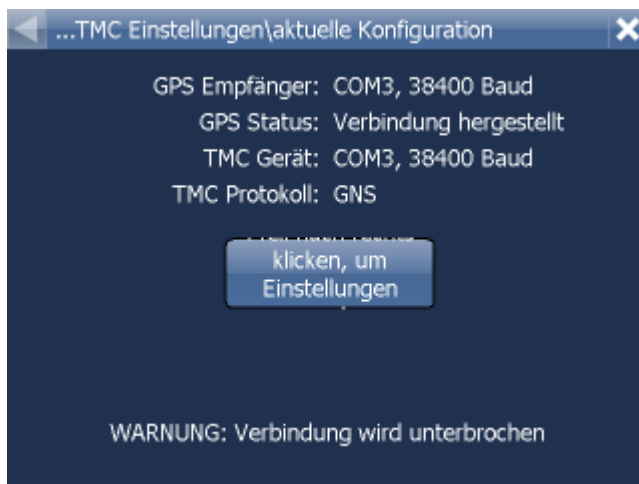 ...TMC Einstellungen\aktuelle Konfiguration
GPS Empfänger: COM3, 38400 Baud
GPS Status: Verbindung hergestellt
TMC Gerät: COM3, 38400 Baud
TMC Protokoll: GNS
klicken, um
Einstellungen
WARNUNG: Verbindung wird unterbrochen